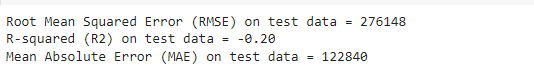 Root Mean Squared Error (RMSE) on test data = 276148
R-squared (R2) on test data = -0.20
Mean Absolute Error (MAE) on test data = 122840